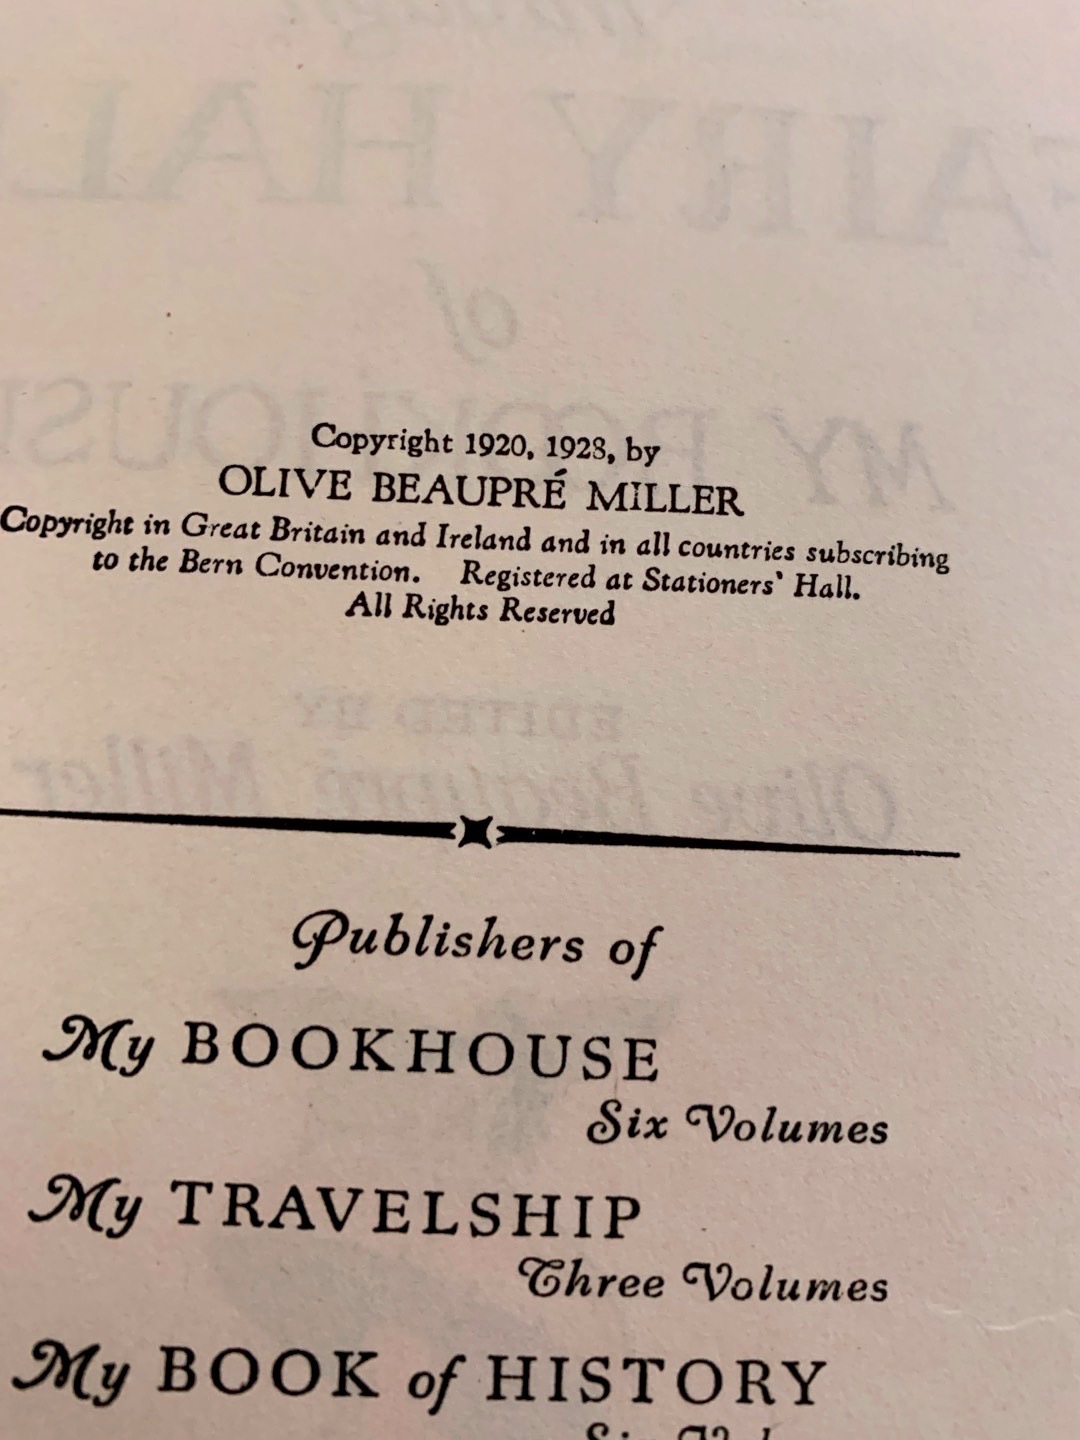 Copyright 1920, 1928, by
OLIVE BEAUPRÉ MILLER
Copyright in Great Britain and Ireland and in all countries subscribing
to the Bern Convention. Registered at Stationers' Hall.
All Rights Reserved
Publishers of
My BOOKHOUSE
Six Volumes
My TRAVELSHIP
Three Volumes
My BOOK of HISTORY